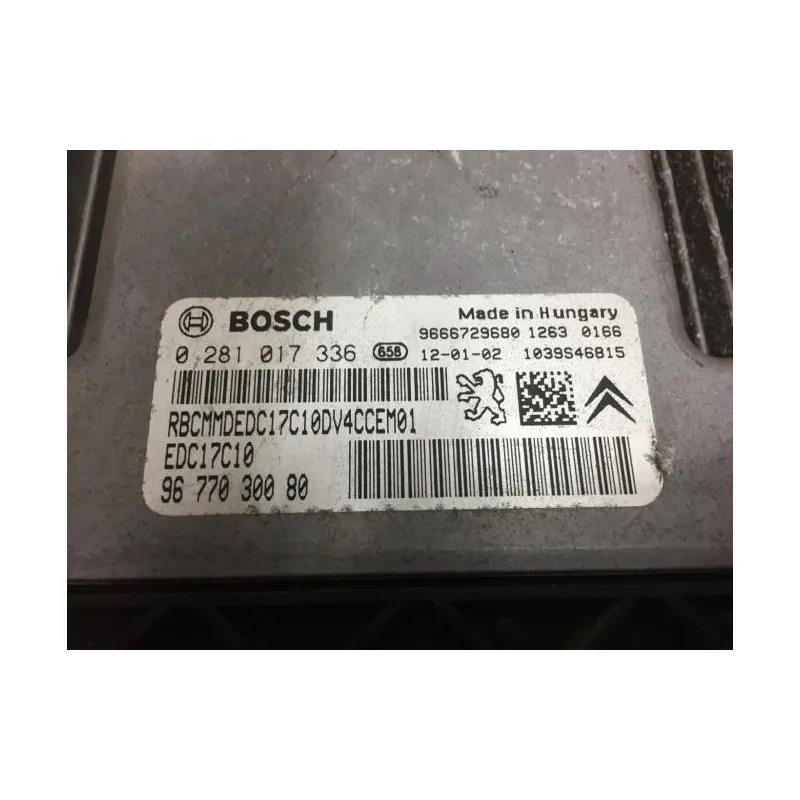 BOSCH Made in Hungary
9666729680 1263 0166
0 281 017 336 658 12-01-02 1039S46815
RBCMMDEDC17C10DV4CCEM01
EDC17C10
96 770 300 80